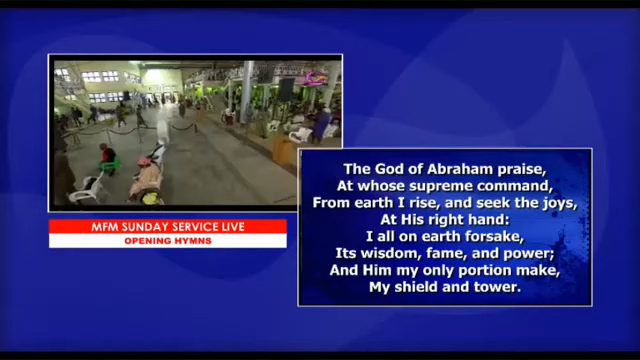 MFM SUNDAY SERVICE LIVE
OPENING HYMNS
The God of Abraham praise,
At whose supreme command,
From earth I rise, and seek the joys,
At His right hand:
I all on earth forsake,
Its wisdom, fame, and power;
And Him my only portion make,
My shield and tower.